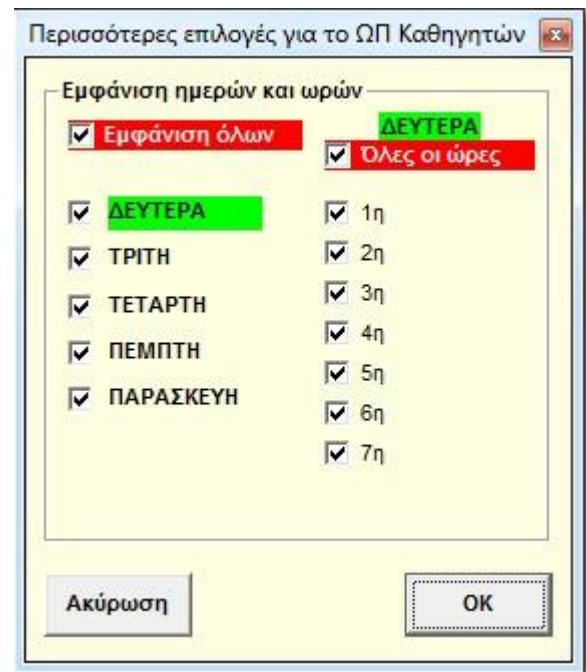 Περισσότερες επιλογές για το ΩΠ Καθηγητών
Εμφάνιση ημερών και ωρών
Εμφάνιση όλων
ΔΕΥΤΕΡΑ
Όλες οι ώρες
ΔΕΥΤΕΡΑ
ΤΡΙΤΗ
ΤΕΤΑΡΤΗ
ΠΕΜΠΤΗ
ΠΑΡΑΣΚΕΥΗ
1η
2η
3η
4η
5η
6η
7η
Ακύρωση
OK